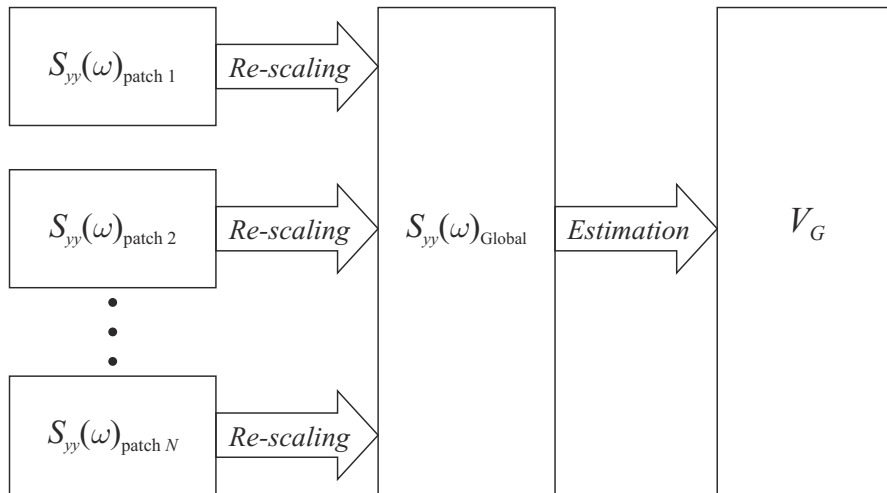 S_yy(ω)_patch 1
Re-scaling
S_yy(ω)_patch 2
Re-scaling
S_yy(ω)_Global
Estimation
V_G
S_yy(ω)_patch N
Re-scaling